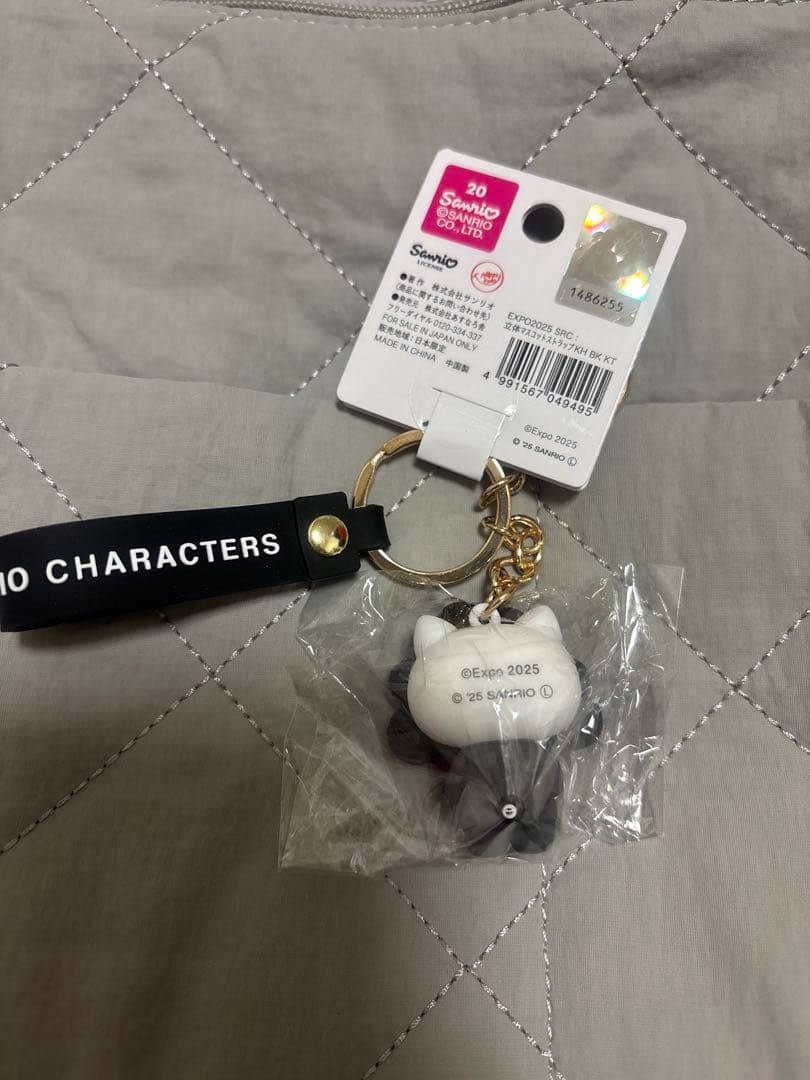 20
Sanrio
©SANRIO
CO., LTD.
Sanrio
LICENSE
●著作 株式会社サンリオ
(商品に関するお問い合わせ先)
●発売元 株式会社あすなろ舎
フリーダイヤル 0120-334-337
FOR SALE IN JAPAN ONLY
販売地域:日本限定
MADE IN CHINA 中国製
1486255
EXPO2025 SRC:
立体マスコットストラップKH BK KT
4 991567 049495
©Expo 2025
© '25 SANRIO Ⓛ
IO CHARACTERS
©Expo 2025
© '25 SANRIO Ⓛ